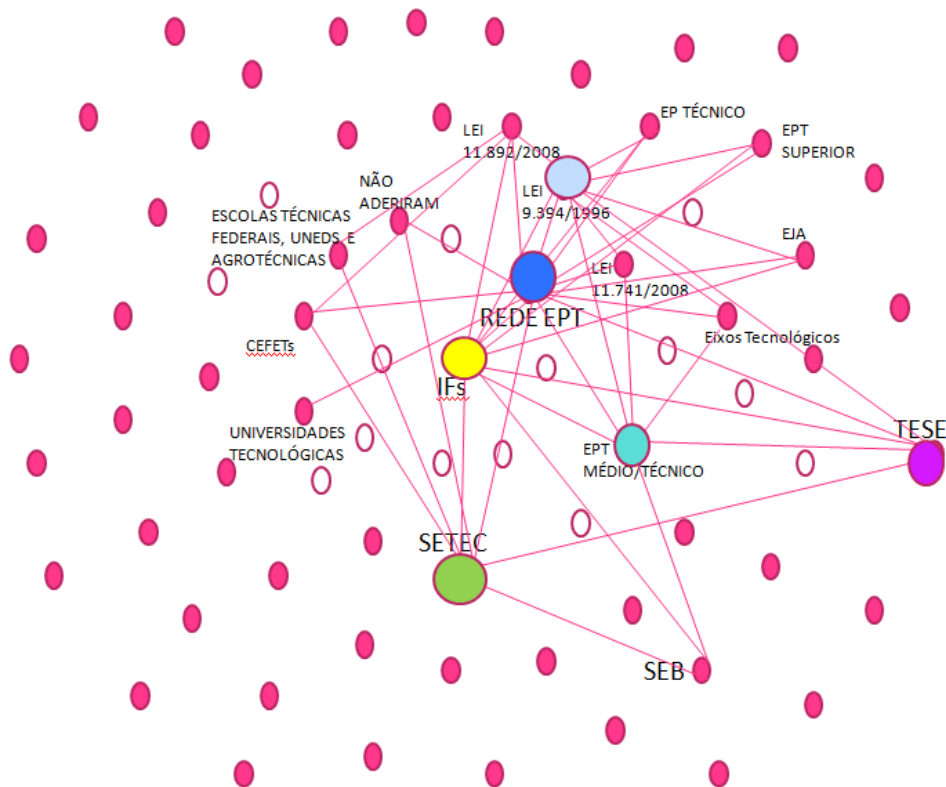 EP TÉCNICO
LEI
11.892/2008
EPT
SUPERIOR
NÃO
ADERIRAM
LEI
9.394/1996
ESCOLAS TÉCNICAS
FEDERAIS, UNEDS, E
AGROTÉCNICAS
EJA
LEI
11.741/2008
REDE EPT
Eixos Tecnológicos
CEFETs
IFs
UNIVERSIDADES
TECNOLÓGICAS
TESE
EPT
MÉDIO/TÉCNICO
SETEC
SEB